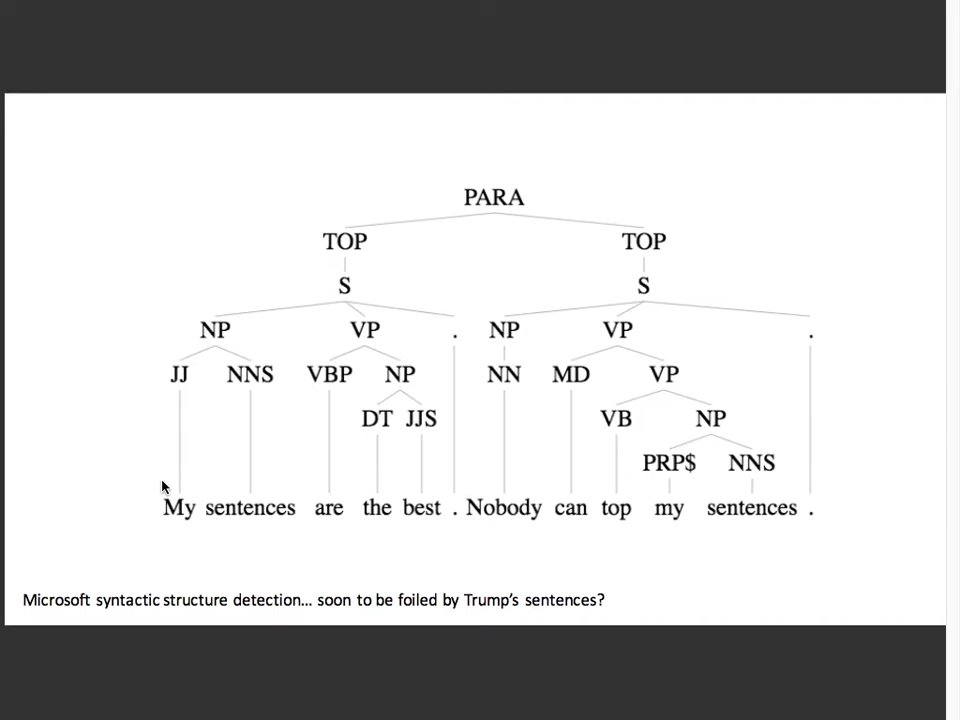 PARA
TOP TOP
S S
NP VP . NP VP .
JJ NNS VBP NP NN MD VP
DT JJS VB NP
PRP$ NNS
My sentences are the best . Nobody can top my sentences .
Microsoft syntactic structure detection... soon to be foiled by Trump's sentences?